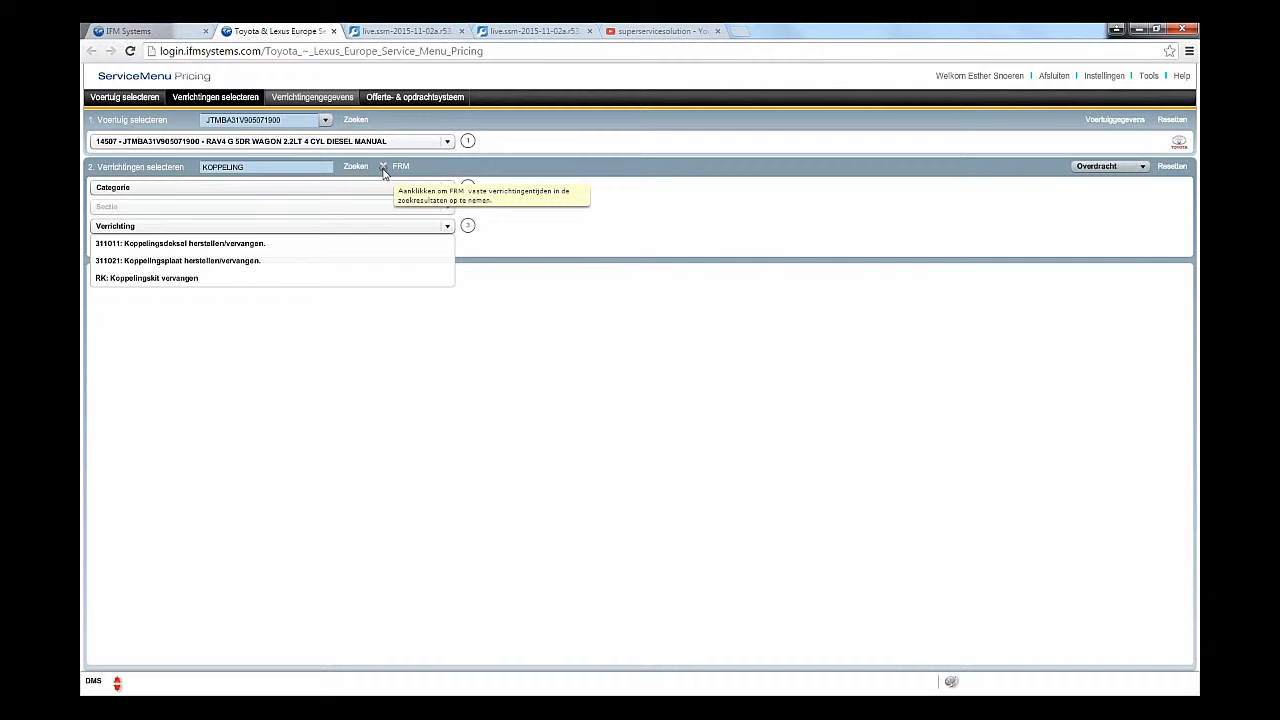 IFM Systems
Toyota & Lexus Europe Se
live.ssm-2015-11-02a.r53
live.ssm-2015-11-02a.r53
superservicesolution - You
login.ifmsystems.com/Toyota_~_Lexus_Europe_Service_Menu_Pricing
ServiceMenu Pricing
Welkom Esther Snoeren
Afsluiten
Instellingen
Tools
Help
Voertuig selecteren
Verrichtingen selecteren
Verrichtingengegevens
Offerte- & opdrachtsysteem
1. Voertuig selecteren
JTMBA31V905071900
Zoeken
Voertuiggegevens
Resetten
14507 - JTMBA31V905071900 - RAV4 G 5DR WAGON 2.2LT 4 CYL DIESEL MANUAL
1
TOYOTA
2. Verrichtingen selecteren
KOPPELING
Zoeken
FRM
Overdracht
Resetten
Categorie
Aanklikken om FRM vaste verrichtingentijden in de
zoekresultaten op te nemen.
Sectie
Verrichting
3
311011: Koppelingsdeksel herstellen/vervangen.
311021: Koppelingsplaat herstellen/vervangen.
RK: Koppelingskit vervangen
DMS